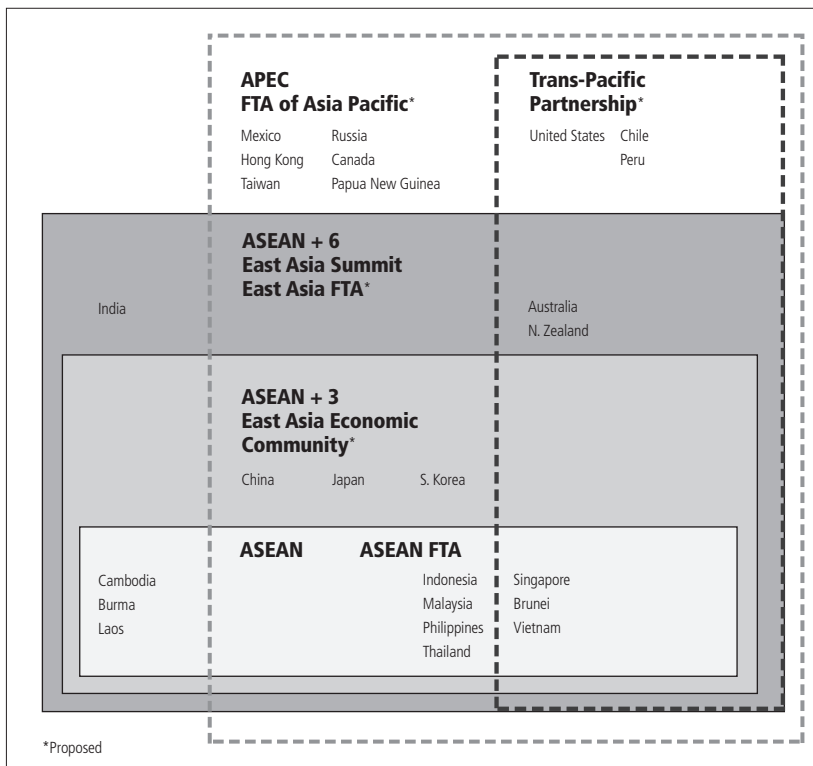 APEC
FTA of Asia Pacific*
Mexico Russia
Hong Kong Canada
Taiwan Papua New Guinea
Trans-Pacific
Partnership*
United States Chile
Peru
ASEAN + 6
East Asia Summit
East Asia FTA*
India
Australia
N. Zealand
ASEAN + 3
East Asia Economic
Community*
China Japan S. Korea
ASEAN ASEAN FTA
Cambodia
Burma
Laos
Indonesia
Malaysia
Philippines
Thailand
Singapore
Brunei
Vietnam
*Proposed